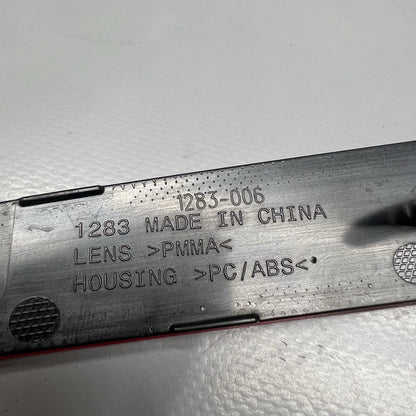 1283-006
1283 MADE IN CHINA
LENS >PMMA<
HOUSING >PC/ABS<